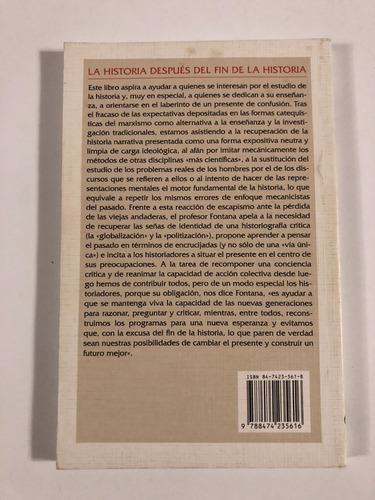 LA HISTORIA DESPUÉS DEL FIN DE LA HISTORIA
Este libro aspira a ayudar a quienes se interesan por el estudio de
la historia y, muy en especial, a quienes se dedican a su enseñan-
za, a orientarse en el laberinto de un presente de confusión. Tras
el fracaso de las expectativas depositadas en las formas catequís-
ticas del marxismo como alternativa a la enseñanza y la investi-
gación tradicionales, estamos asistiendo a la recuperación de la
historia narrativa presentada como una forma expositiva neutra y
limpia de carga ideológica, al afán por imitar mecánicamente los
métodos de otras disciplinas «más científicas», a la sustitución del
estudio de los problemas reales de los hombres por el de los dis-
cursos que se refieren a ellos o al intento de hacer de las repre-
sentaciones mentales el motor fundamental de la historia, lo que
equivale a repetir los mismos errores de enfoque mecanicistas
del pasado. Frente a esta reacción de escapismo ante la pérdida
de las viejas andaderas, el profesor Fontana apela a la necesidad
de recuperar las señas de identidad de una historiografía crítica
(la «globalización» y la «politización»), propone aprender a pensar
el pasado en términos de encrucijadas (y no sólo de una «vía úni-
ca») e incita a los historiadores a situar el presente en el centro de
sus preocupaciones. A la tarea de recomponer una conciencia
crítica y de reanimar la capacidad de acción colectiva desde lue-
go hemos de contribuir todos, pero de un modo especial los his-
toriadores, porque su obligación, nos dice Fontana, «es ayudar a
que se mantenga viva la capacidad de las nuevas generaciones
para razonar, preguntar y criticar, mientras, entre todos, recons-
truimos los programas para una nueva esperanza y evitamos
que, con la excusa del fin de la historia, lo que paren de verdad
sean nuestras posibilidades de cambiar el presente y construir un
futuro mejor».
ISBN 84-7423-561-8
9 788474 235616